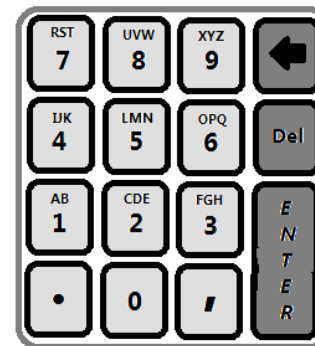 RST UVW XYZ
7 8 9
IJK LMN OPQ
4 5 6 Del
AB CDE FGH
1 2 3
• 0 ,
ENTER